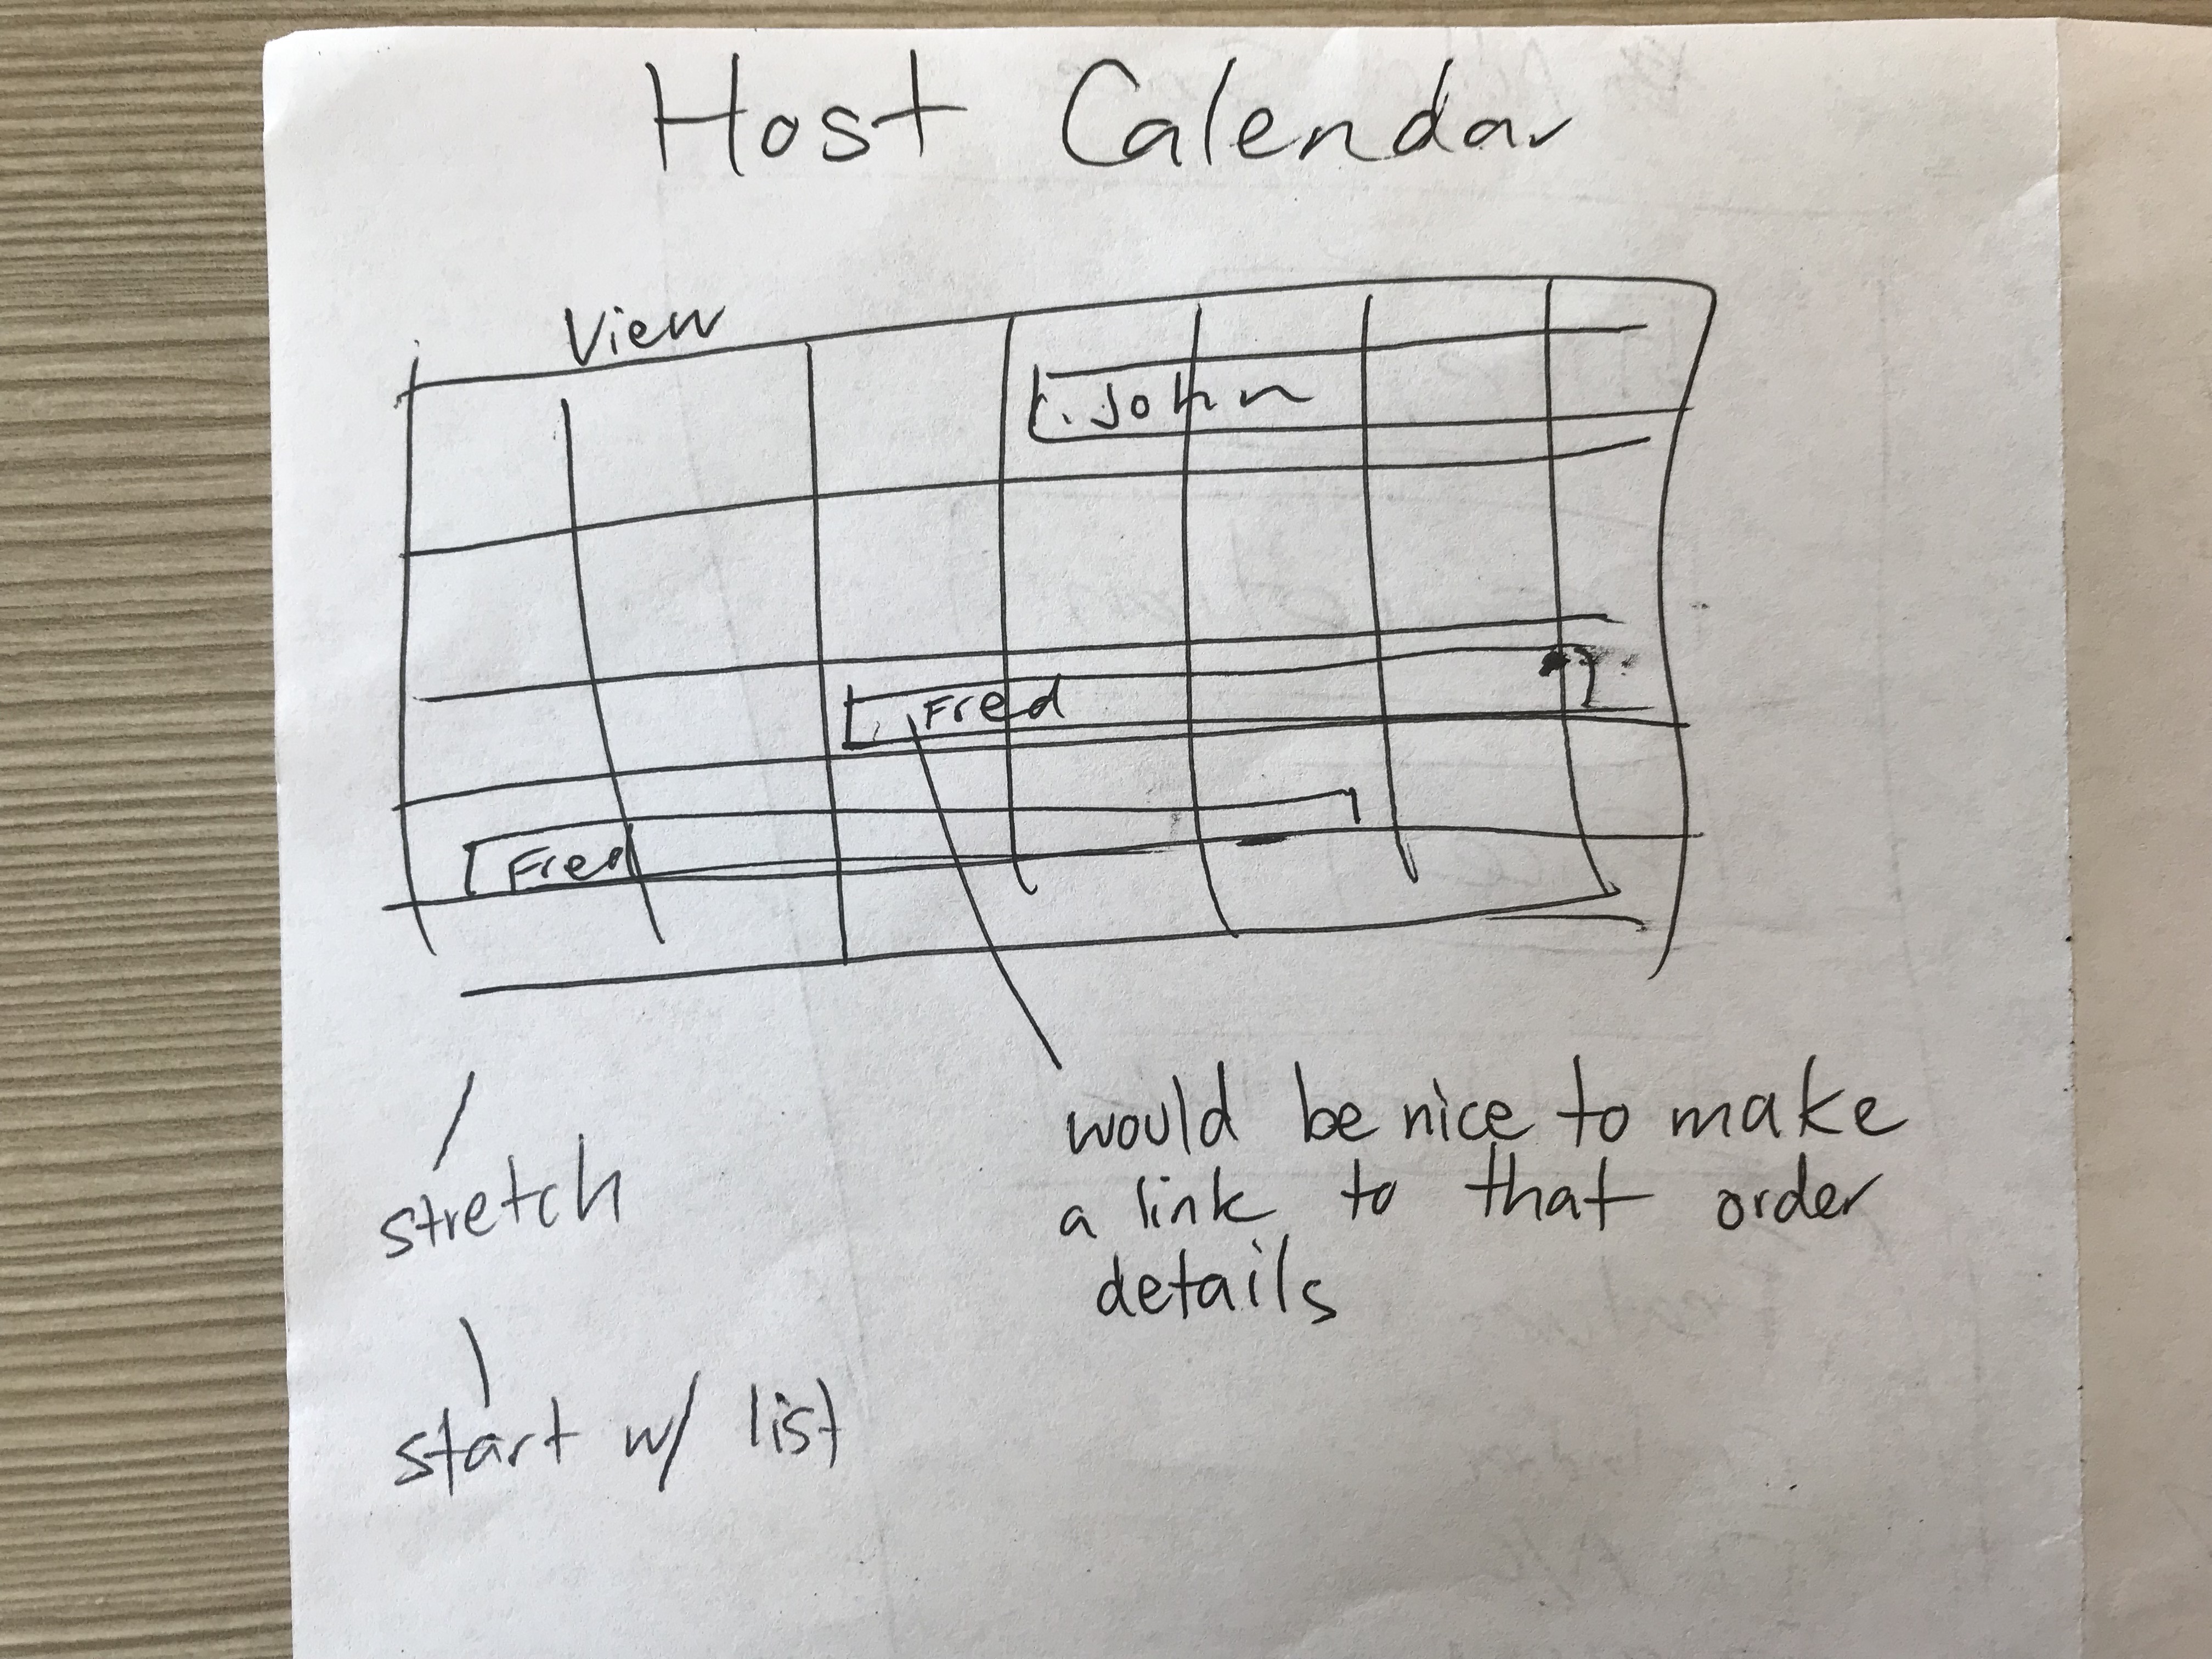 Host Calendar
View
John
Fred
Fred
would be nice to make
a link to that order
details
stretch
start w/ list